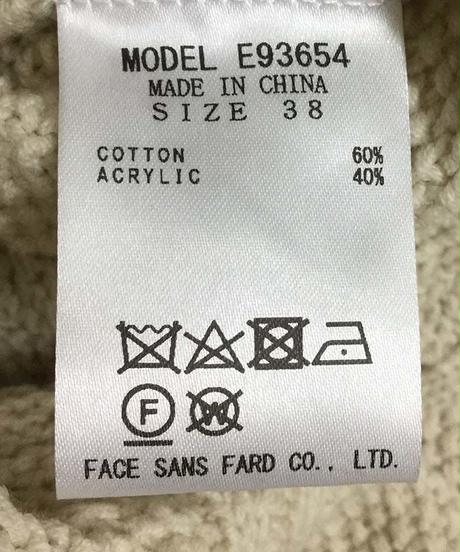 MODEL E93654
MADE IN CHINA
SIZE 38
COTTON 60%
ACRYLIC 40%
F W
FACE SANS FARD CO., LTD.